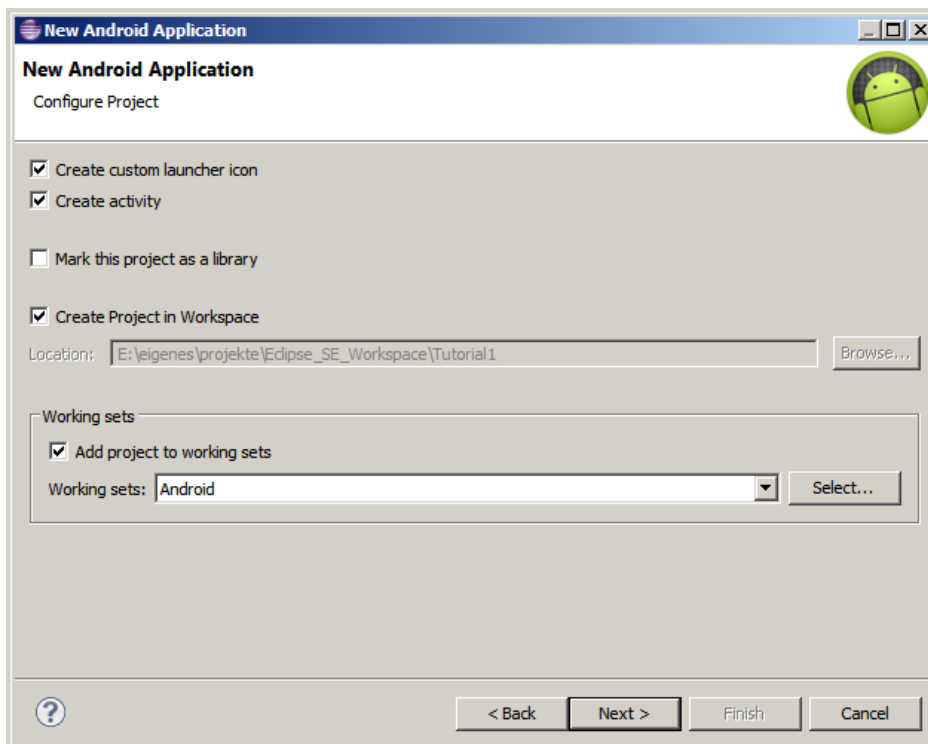 New Android Application
New Android Application
Configure Project
Create custom launcher icon
Create activity
Mark this project as a library
Create Project in Workspace
Location: E:\eigenes\projekte\Eclipse_SE_Workspace\Tutorial1 Browse...
Working sets
Add project to working sets
Working sets: Android Select...
? < Back Next > Finish Cancel